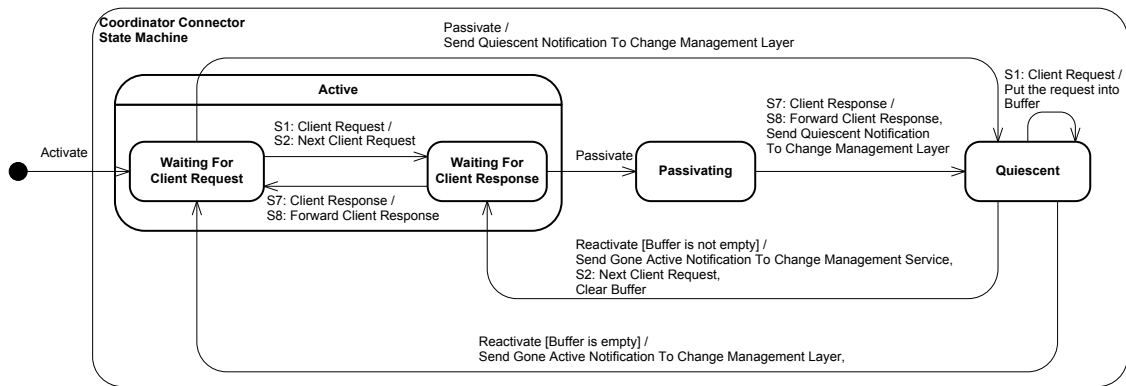 Coordinator Connector
State Machine
Passivate /
Send Quiescent Notification To Change Management Layer
Active
S1: Client Request /
Put the request into
Buffer
S7: Client Response /
S8: Forward Client Response,
Send Quiescent Notification
To Change Management Layer
S1: Client Request /
S2: Next Client Request
Activate
Waiting For
Client Request
Waiting For
Client Response
Passivate
Passivating
Quiescent
S7: Client Response /
S8: Forward Client Response
Reactivate [Buffer is not empty] /
Send Gone Active Notification To Change Management Service,
S2: Next Client Request,
Clear Buffer
Reactivate [Buffer is empty] /
Send Gone Active Notification To Change Management Layer,